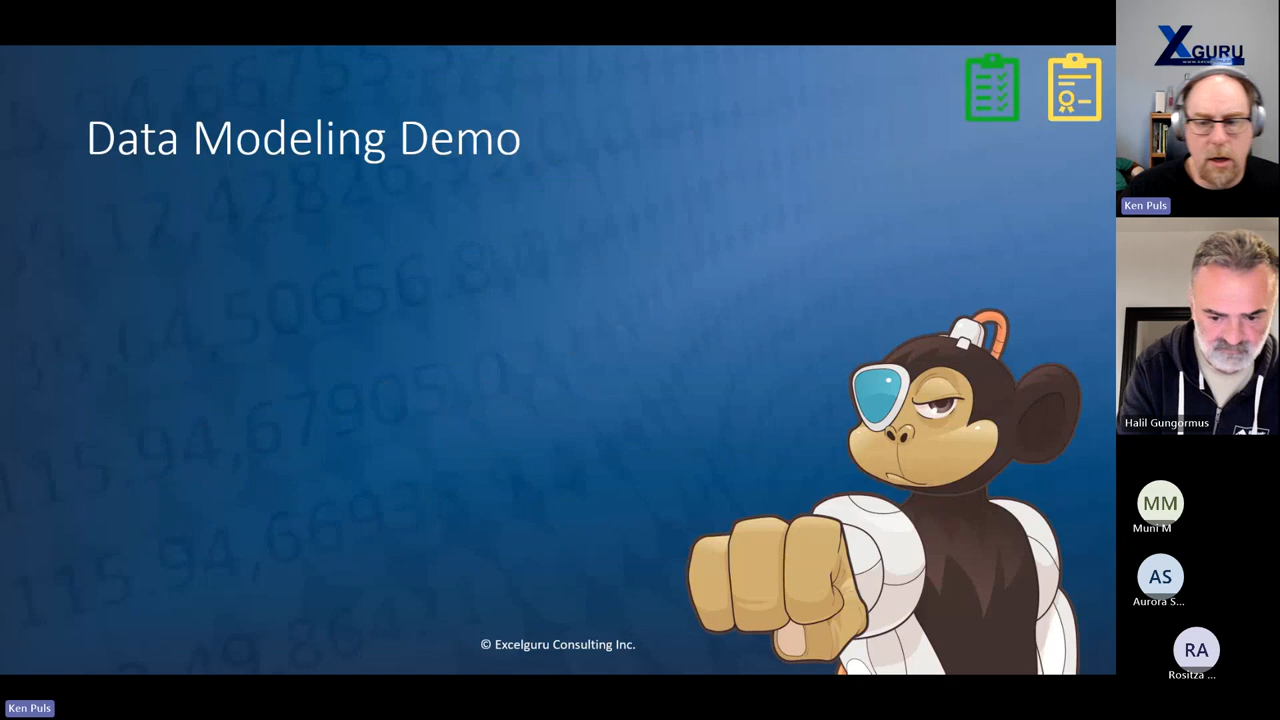 Data Modeling Demo
© Excelguru Consulting Inc.
Ken Puls
XGURU
Ken Puls
Halil Gungormus
MM
Muni M
AS
Aurora S...
RA
Rositza ...